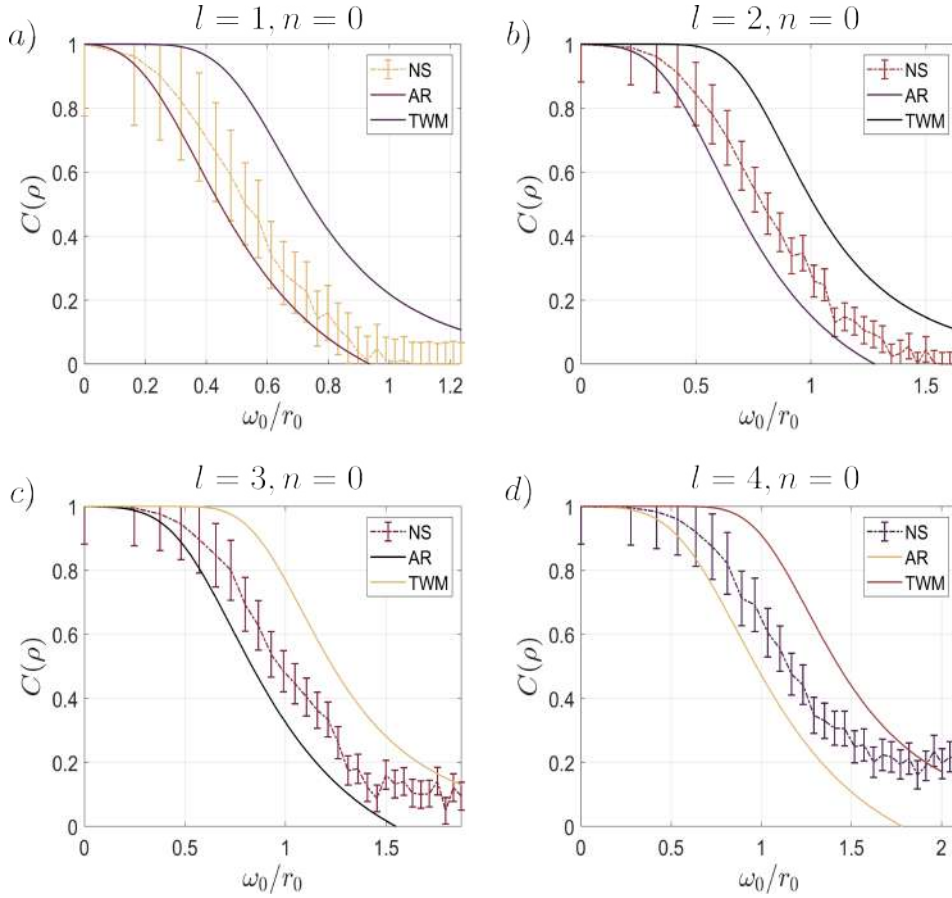 a) l = 1, n = 0
1
0.8
0.6
0.4
0.2
0
C(ρ)
NS
AR
TWM
0 0.2 0.4 0.6 0.8 1 1.2
ω₀/r₀
b) l = 2, n = 0
1
0.8
0.6
0.4
0.2
0
C(ρ)
NS
AR
TWM
0 0.5 1 1.5
ω₀/r₀
c) l = 3, n = 0
1
0.8
0.6
0.4
0.2
0
C(ρ)
NS
AR
TWM
0 0.5 1 1.5
ω₀/r₀
d) l = 4, n = 0
1
0.8
0.6
0.4
0.2
0
C(ρ)
NS
AR
TWM
0 0.5 1 1.5 2
ω₀/r₀